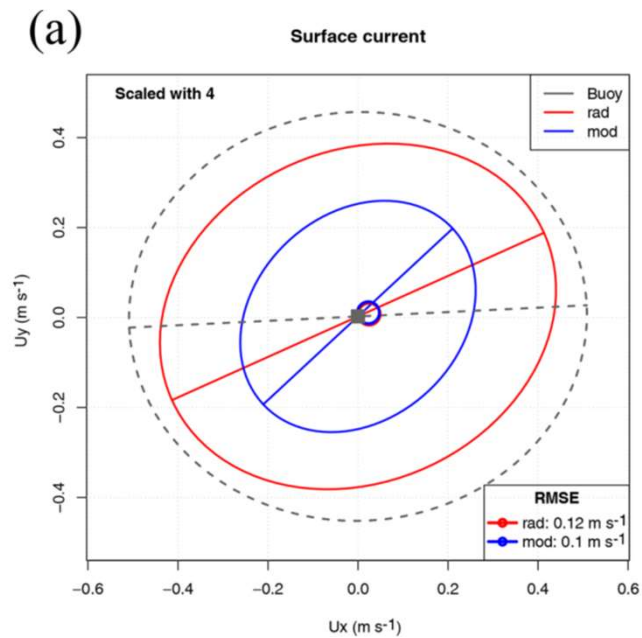 (a)
Surface current
Scaled with 4
Buoy
rad
mod
0.4
0.2
0.0
−0.2
−0.4
Uy (m s-1)
RMSE
rad: 0.12 m s-1
mod: 0.1 m s-1
−0.6 −0.4 −0.2 0.0 0.2 0.4 0.6
Ux (m s-1)